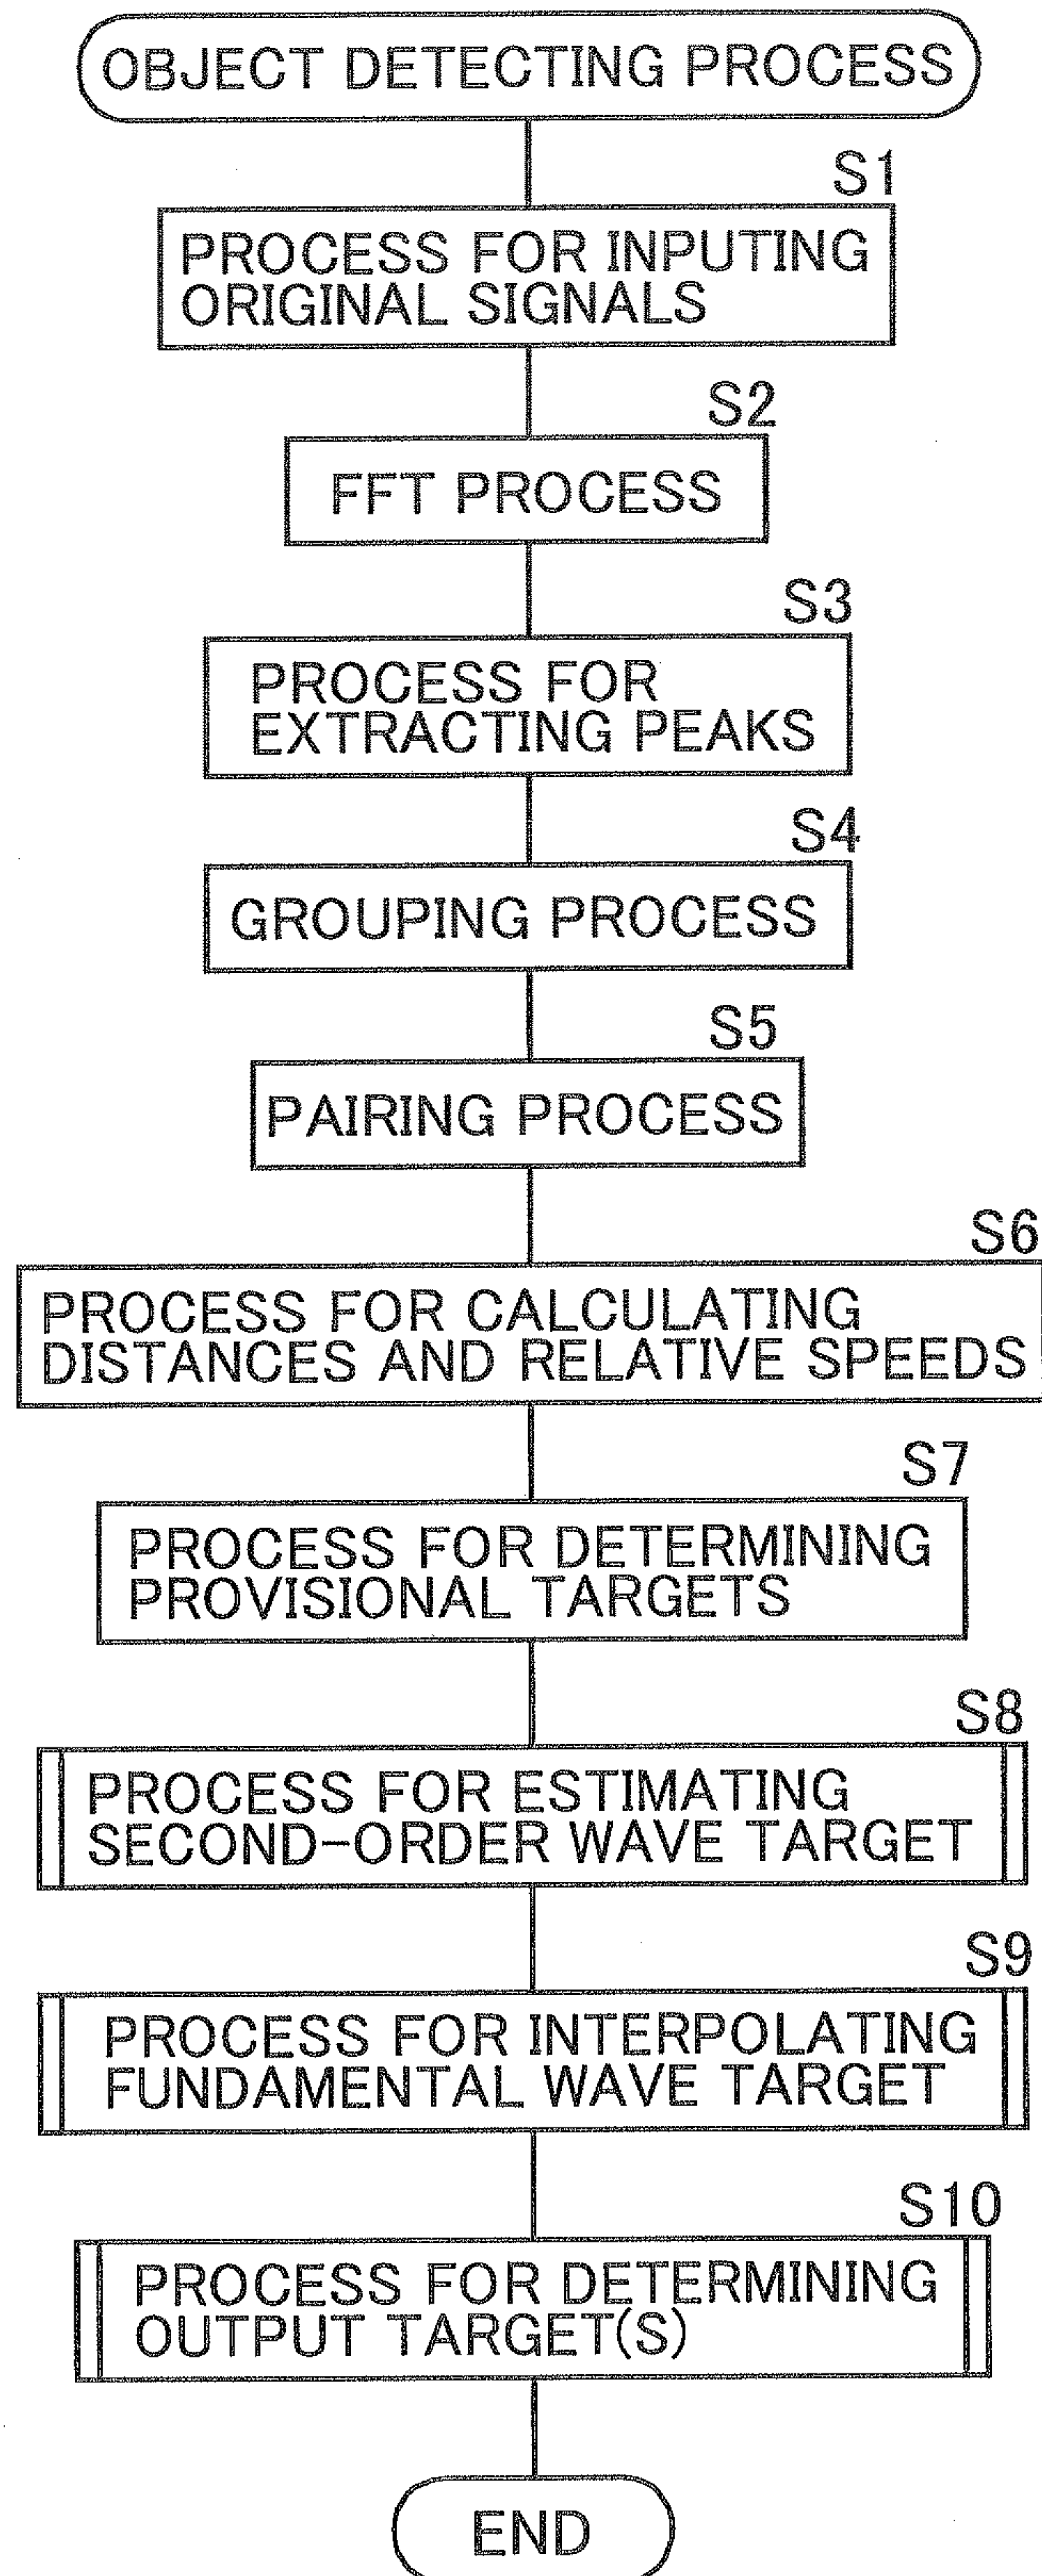 OBJECT DETECTING PROCESS
S1
PROCESS FOR INPUTING
ORIGINAL SIGNALS
S2
FFT PROCESS
S3
PROCESS FOR
EXTRACTING PEAKS
S4
GROUPING PROCESS
S5
PAIRING PROCESS
S6
PROCESS FOR CALCULATING
DISTANCES AND RELATIVE SPEEDS
S7
PROCESS FOR DETERMINING
PROVISIONAL TARGETS
S8
PROCESS FOR ESTIMATING
SECOND-ORDER WAVE TARGET
S9
PROCESS FOR INTERPOLATING
FUNDAMENTAL WAVE TARGET
S10
PROCESS FOR DETERMINING
OUTPUT TARGET(S)
END